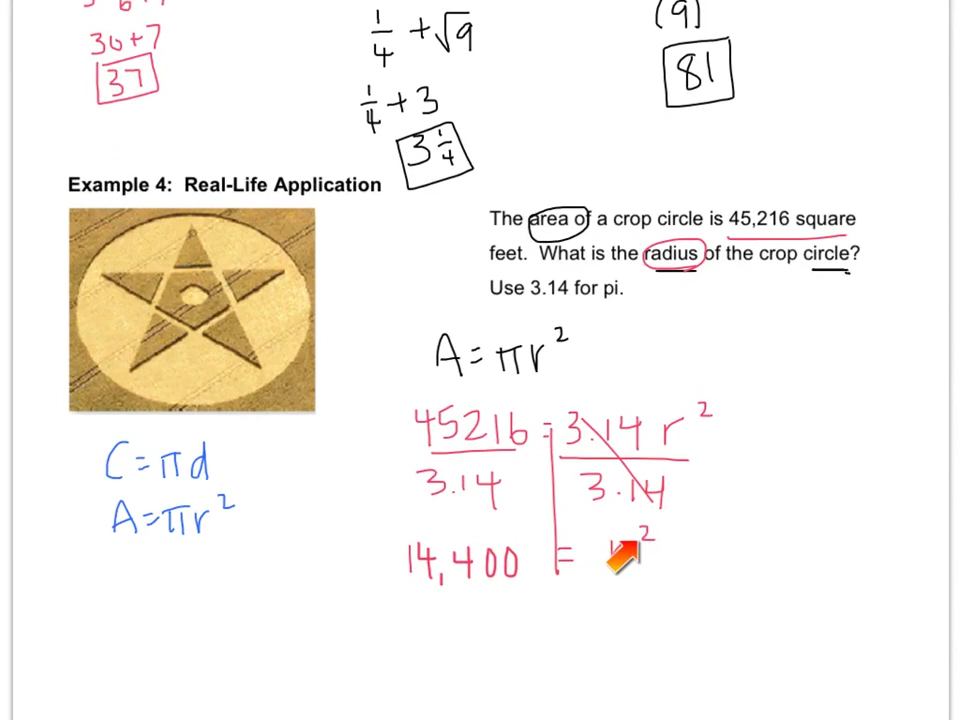 30+7
37
1/4 + √9
1/4 + 3
3 1/4
(9)
81
Example 4: Real-Life Application
The area of a crop circle is 45,216 square
feet. What is the radius of the crop circle?
Use 3.14 for pi.
A = πr²
45216 = 3.14 r²
3.14 3.14
14,400 = r²
C = πd
A = πr²